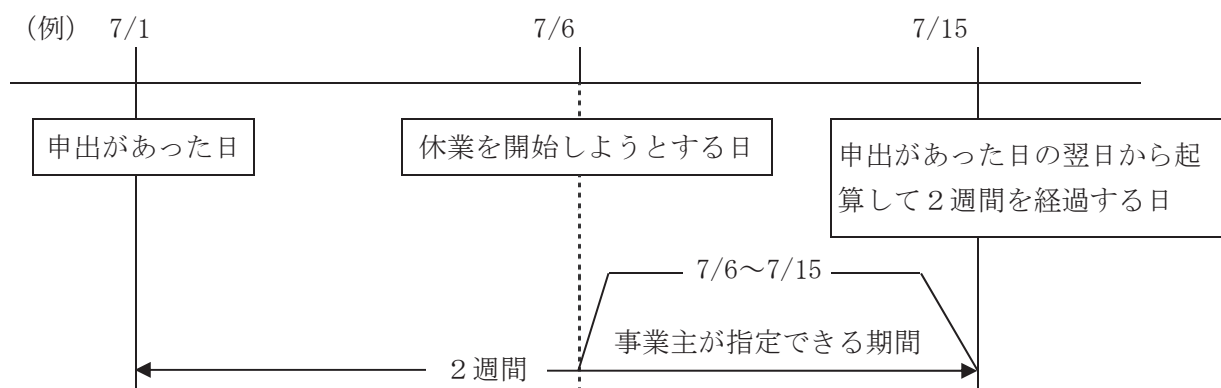 (例) 7/1 7/6 7/15
申出があった日
休業を開始しようとする日
申出があった日の翌日から起
算して２週間を経過する日
7/6～7/15
事業主が指定できる期間
２週間